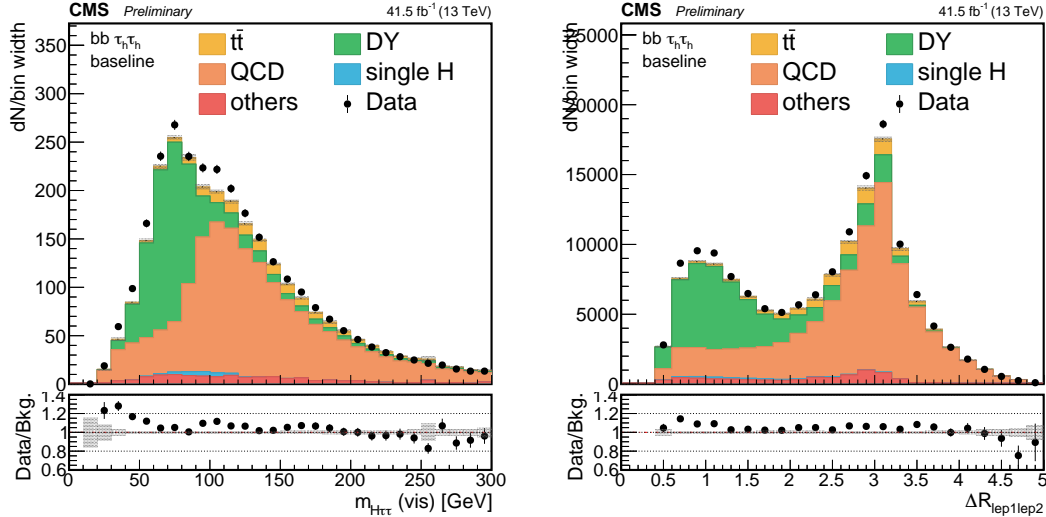 CMS Preliminary 41.5 fb⁻¹ (13 TeV)
dN/bin width
bb τₕτₕ
baseline
tt̄
DY
QCD
single H
others
Data
350
300
250
200
150
100
50
0
Data/Bkg.
1.4
1.2
1
0.8
0.6
0 50 100 150 200 250 300
m_Hττ (vis) [GeV]
CMS Preliminary 41.5 fb⁻¹ (13 TeV)
dN/bin width
bb τₕτₕ
baseline
tt̄
DY
QCD
single H
others
Data
25000
20000
15000
10000
5000
0
Data/Bkg.
1.4
1.2
1
0.8
0.6
0 0.5 1 1.5 2 2.5 3 3.5 4 4.5 5
ΔR_lep1lep2